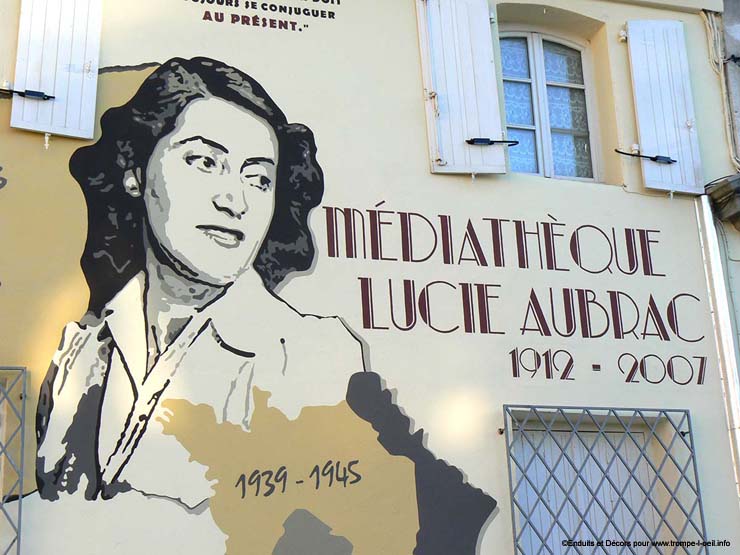 TOUJOURS SE CONJUGUER
AU PRÉSENT."
MÉDIATHÈQUE
LUCIE AUBRAC
1912 - 2007
1939 - 1945
©Enduits et Décors pour www.trompe-l-oeil.info